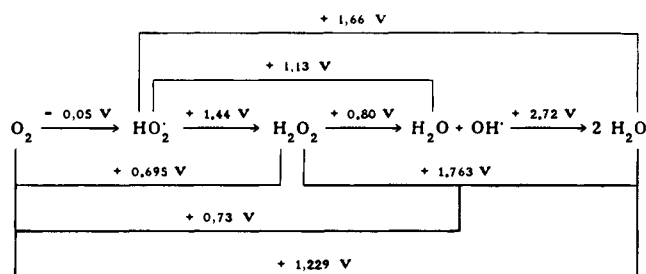 + 1,66 V
+ 1,13 V
- 0,05 V + 1,44 V + 0,80 V + 2,72 V
O₂ → HO₂˙ → H₂O₂ → H₂O + OH˙ → 2 H₂O
+ 0,695 V + 1,763 V
+ 0,73 V
+ 1,229 V